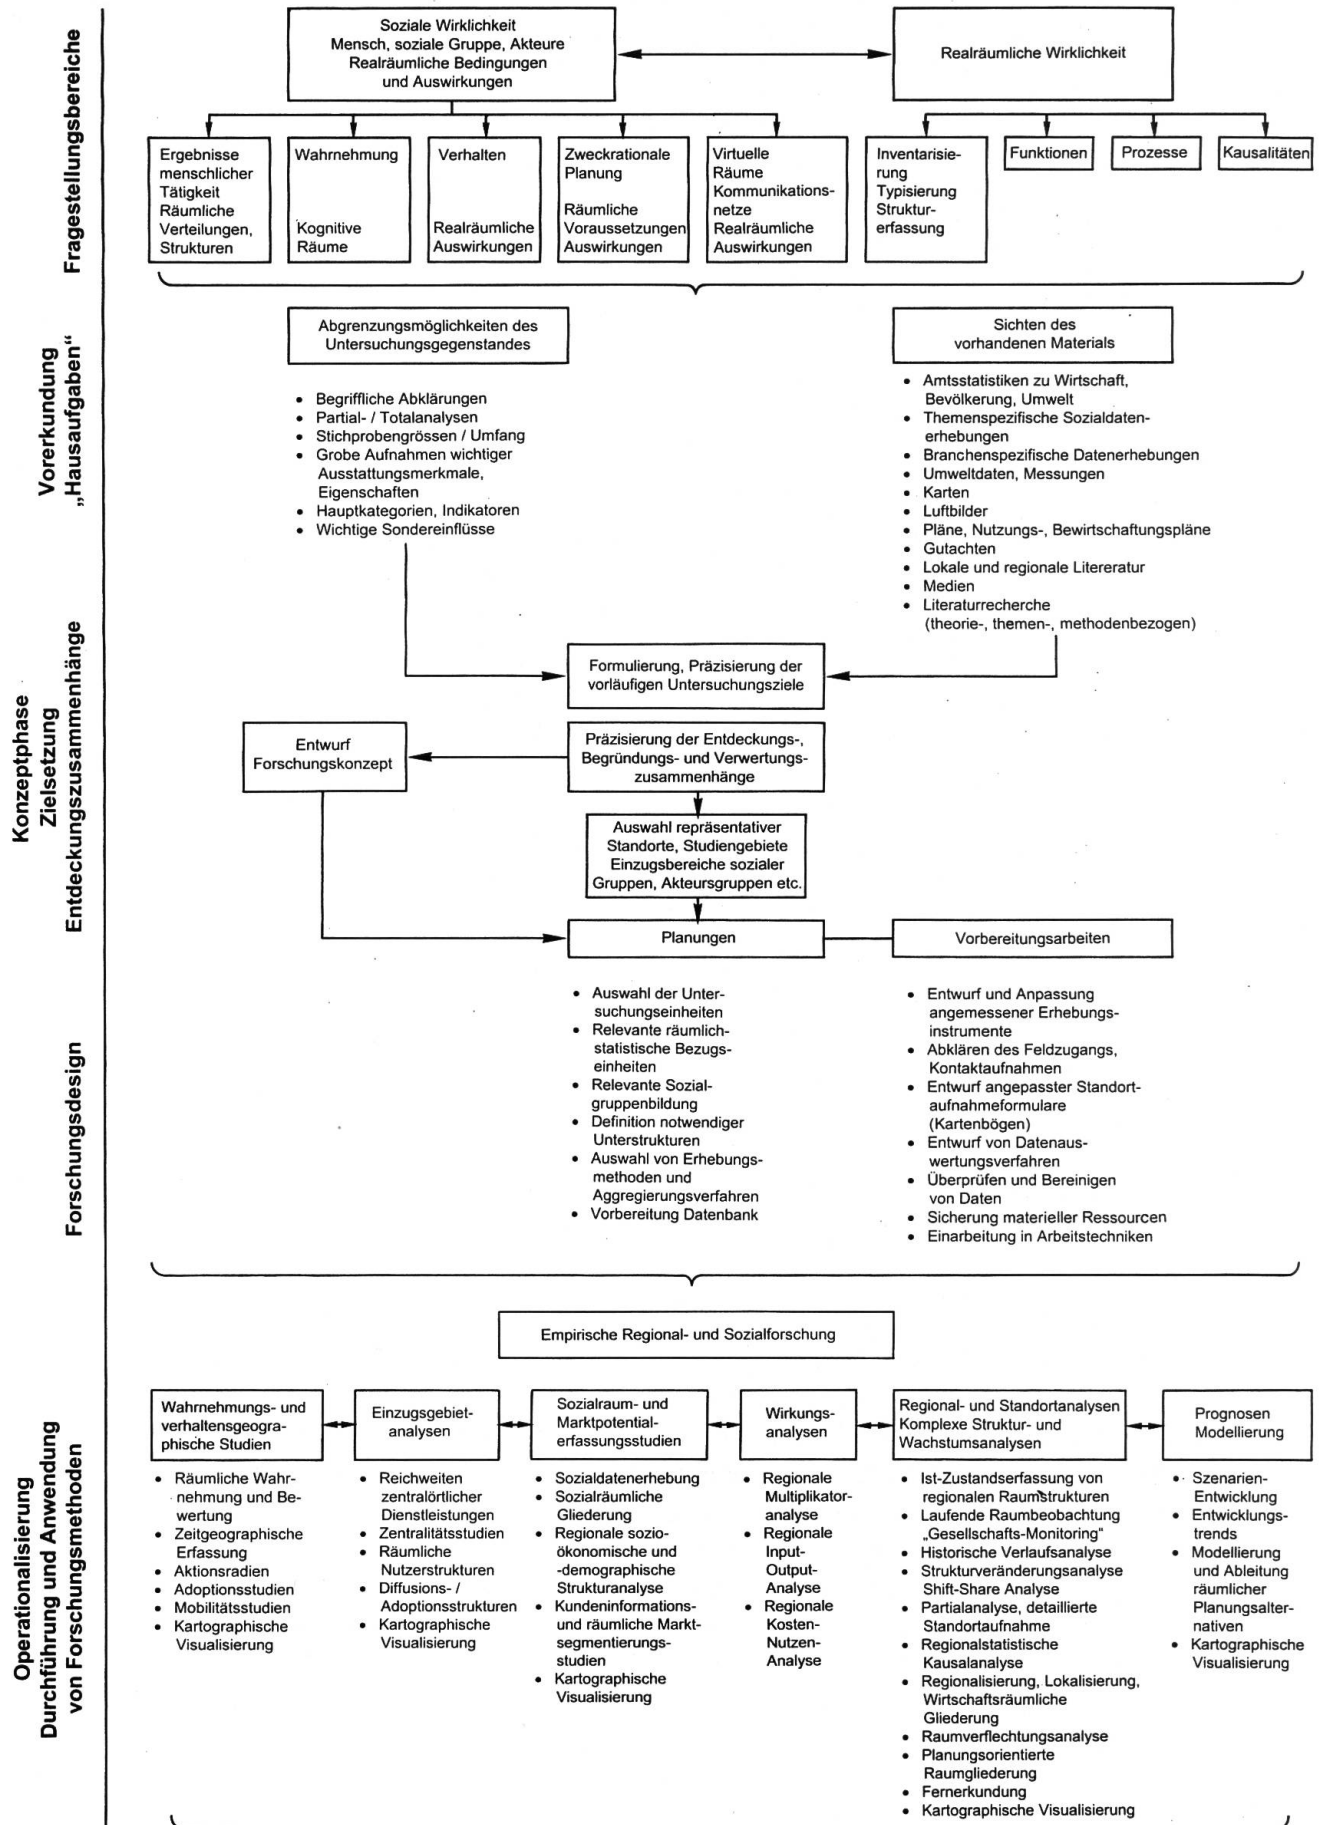 Fragestellungsbereiche
Soziale Wirklichkeit
Mensch, soziale Gruppe, Akteure
Realräumliche Bedingungen
und Auswirkungen
Realräumliche Wirklichkeit
Ergebnisse
menschlicher
Tätigkeit
Räumliche
Verteilungen,
Strukturen
Wahrnehmung
Kognitive
Räume
Verhalten
Realräumliche
Auswirkungen
Zweckrationale
Planung
Räumliche
Voraussetzungen
Auswirkungen
Virtuelle
Räume
Kommunikations-
netze
Realräumliche
Auswirkungen
Inventarisie-
rung
Typisierung
Struktur-
erfassung
Funktionen
Prozesse
Kausalitäten
Vorerkundung
„Hausaufgaben“
Abgrenzungsmöglichkeiten des
Untersuchungsgegenstandes
• Begriffliche Abklärungen
• Partial- / Totalanalysen
• Stichprobengrössen / Umfang
• Grobe Aufnahmen wichtiger
Ausstattungsmerkmale,
Eigenschaften
• Hauptkategorien, Indikatoren
• Wichtige Sondereinflüsse
Sichten des
vorhandenen Materials
• Amtsstatistiken zu Wirtschaft,
Bevölkerung, Umwelt
• Themenspezifische Sozialdaten-
erhebungen
• Branchenspezifische Datenerhebungen
• Umweltdaten, Messungen
• Karten
• Luftbilder
• Pläne, Nutzungs-, Bewirtschaftungspläne
• Gutachten
• Lokale und regionale Litereratur
• Medien
• Literaturrecherche
(theorie-, themen-, methodenbezogen)
Konzeptphase
Zielsetzung
Entdeckungszusammenhänge
Formulierung, Präzisierung der
vorläufigen Untersuchungsziele
Entwurf
Forschungskonzept
Präzisierung der Entdeckungs-,
Begründungs- und Verwertungs-
zusammenhänge
Auswahl repräsentativer
Standorte, Studiengebiete
Einzugsbereiche sozialer
Gruppen, Akteursgruppen etc.
Planungen
Vorbereitungsarbeiten
Forschungsdesign
• Auswahl der Unter-
suchungseinheiten
• Relevante räumlich-
statistische Bezugs-
einheiten
• Relevante Sozial-
gruppenbildung
• Definition notwendiger
Unterstrukturen
• Auswahl von Erhebungs-
methoden und
Aggregierungsverfahren
• Vorbereitung Datenbank
• Entwurf und Anpassung
angemessener Erhebungs-
instrumente
• Abklären des Feldzugangs,
Kontaktaufnahmen
• Entwurf angepasster Standort-
aufnahmeformulare
(Kartenbögen)
• Entwurf von Datenaus-
wertungsverfahren
• Überprüfen und Bereinigen
von Daten
• Sicherung materieller Ressourcen
• Einarbeitung in Arbeitstechniken
Operationalisierung
Durchführung und Anwendung
von Forschungsmethoden
Empirische Regional- und Sozialforschung
Wahrnehmungs- und
verhaltensgeogra-
phische Studien
• Räumliche Wahr-
nehmung und Be-
wertung
• Zeitgeographische
Erfassung
• Aktionsradien
• Adoptionsstudien
• Mobilitätsstudien
• Kartographische
Visualisierung
Einzugsgebiet-
analysen
• Reichweiten
zentralörtlicher
Dienstleistungen
• Zentralitätsstudien
• Räumliche
Nutzerstrukturen
• Diffusions- /
Adoptionsstrukturen
• Kartographische
Visualisierung
Sozialraum- und
Marktpotential-
erfassungsstudien
• Sozialdatenerhebung
• Sozialräumliche
Gliederung
• Regionale sozio-
ökonomische und
-demographische
Strukturanalyse
• Kundeninformations-
und räumliche Markt-
segmentierungs-
studien
• Kartographische
Visualisierung
Wirkungs-
analysen
• Regionale
Multiplikator-
analyse
• Regionale
Input-
Output-
Analyse
• Regionale
Kosten-
Nutzen-
Analyse
Regional- und Standortanalysen
Komplexe Struktur- und
Wachstumsanalysen
• Ist-Zustandserfassung von
regionalen Raumstrukturen
• Laufende Raumbeobachtung
„Gesellschafts-Monitoring“
• Historische Verlaufsanalyse
• Strukturveränderungsanalyse
Shift-Share Analyse
• Partialanalyse, detaillierte
Standortaufnahme
• Regionalstatistische
Kausalanalyse
• Regionalisierung, Lokalisierung,
Wirtschaftsräumliche
Gliederung
• Raumverflechtungsanalyse
• Planungsorientierte
Raumgliederung
• Fernerkundung
• Kartographische Visualisierung
Prognosen
Modellierung
• Szenarien-
Entwicklung
• Entwicklungs-
trends
• Modellierung
und Ableitung
räumlicher
Planungsalter-
nativen
• Kartographische
Visualisierung